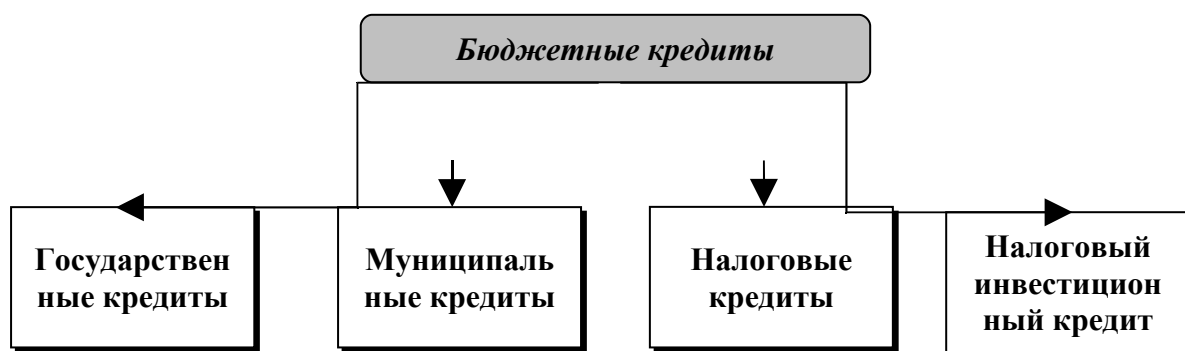 Бюджетные кредиты
Государствен
ные кредиты
Муниципаль
ные кредиты
Налоговые
кредиты
Налоговый
инвестицион
ный кредит